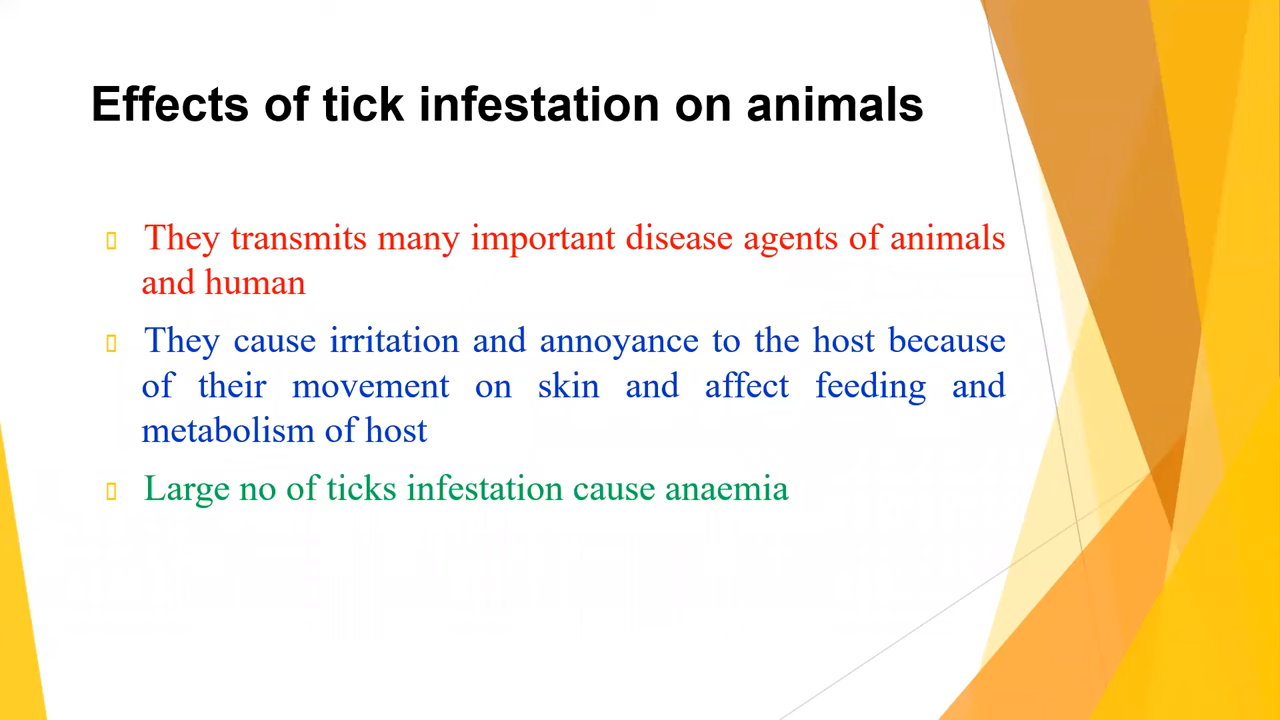 Effects of tick infestation on animals
They transmits many important disease agents of animals
and human
They cause irritation and annoyance to the host because
of their movement on skin and affect feeding and
metabolism of host
Large no of ticks infestation cause anaemia